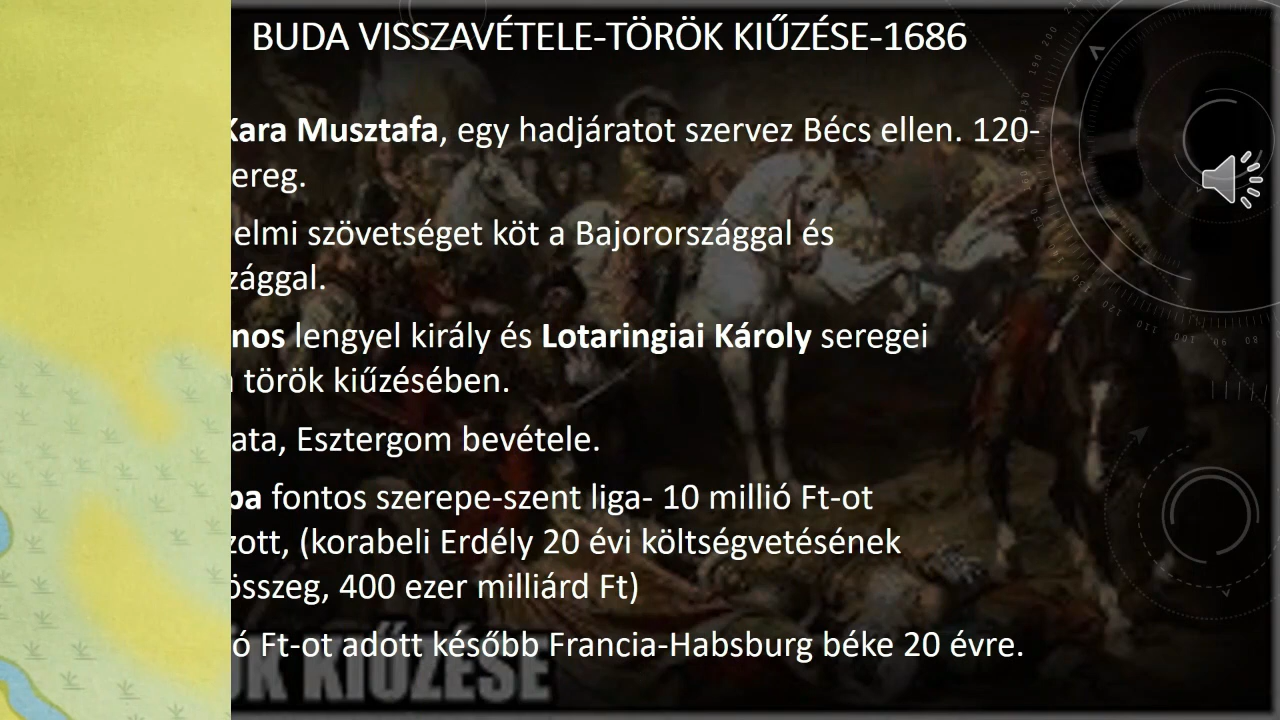 BUDA VISSZAVÉTELE-TÖRÖK KIŰZÉSE-1686
Kara Musztafa, egy hadjáratot szervez Bécs ellen. 120-
ereg.
elmi szövetséget köt a Bajorországgal és
zággal.
nos lengyel király és Lotaringiai Károly seregei
török kiűzésében.
ata, Esztergom bevétele.
pa fontos szerepe-szent liga- 10 millió Ft-ot
zott, (korabeli Erdély 20 évi költségvetésének
összeg, 400 ezer milliárd Ft)
ó Ft-ot adott később Francia-Habsburg béke 20 évre.
ÖK KIŰZÉSE